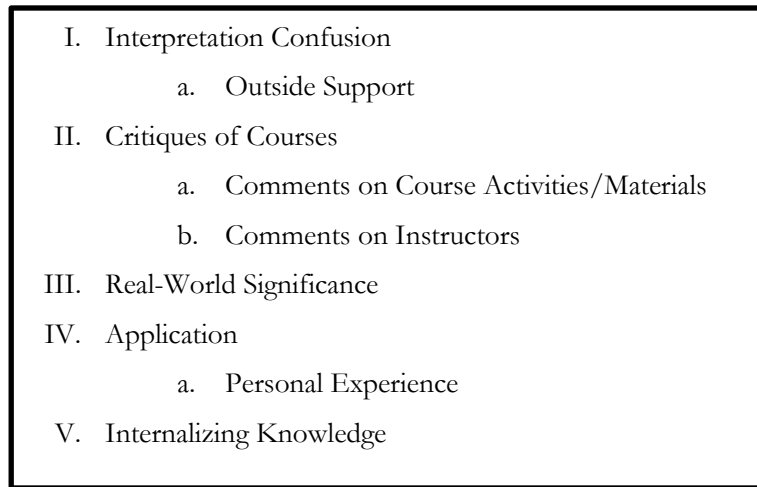 I. Interpretation Confusion
a. Outside Support
II. Critiques of Courses
a. Comments on Course Activities/Materials
b. Comments on Instructors
III. Real-World Significance
IV. Application
a. Personal Experience
V. Internalizing Knowledge